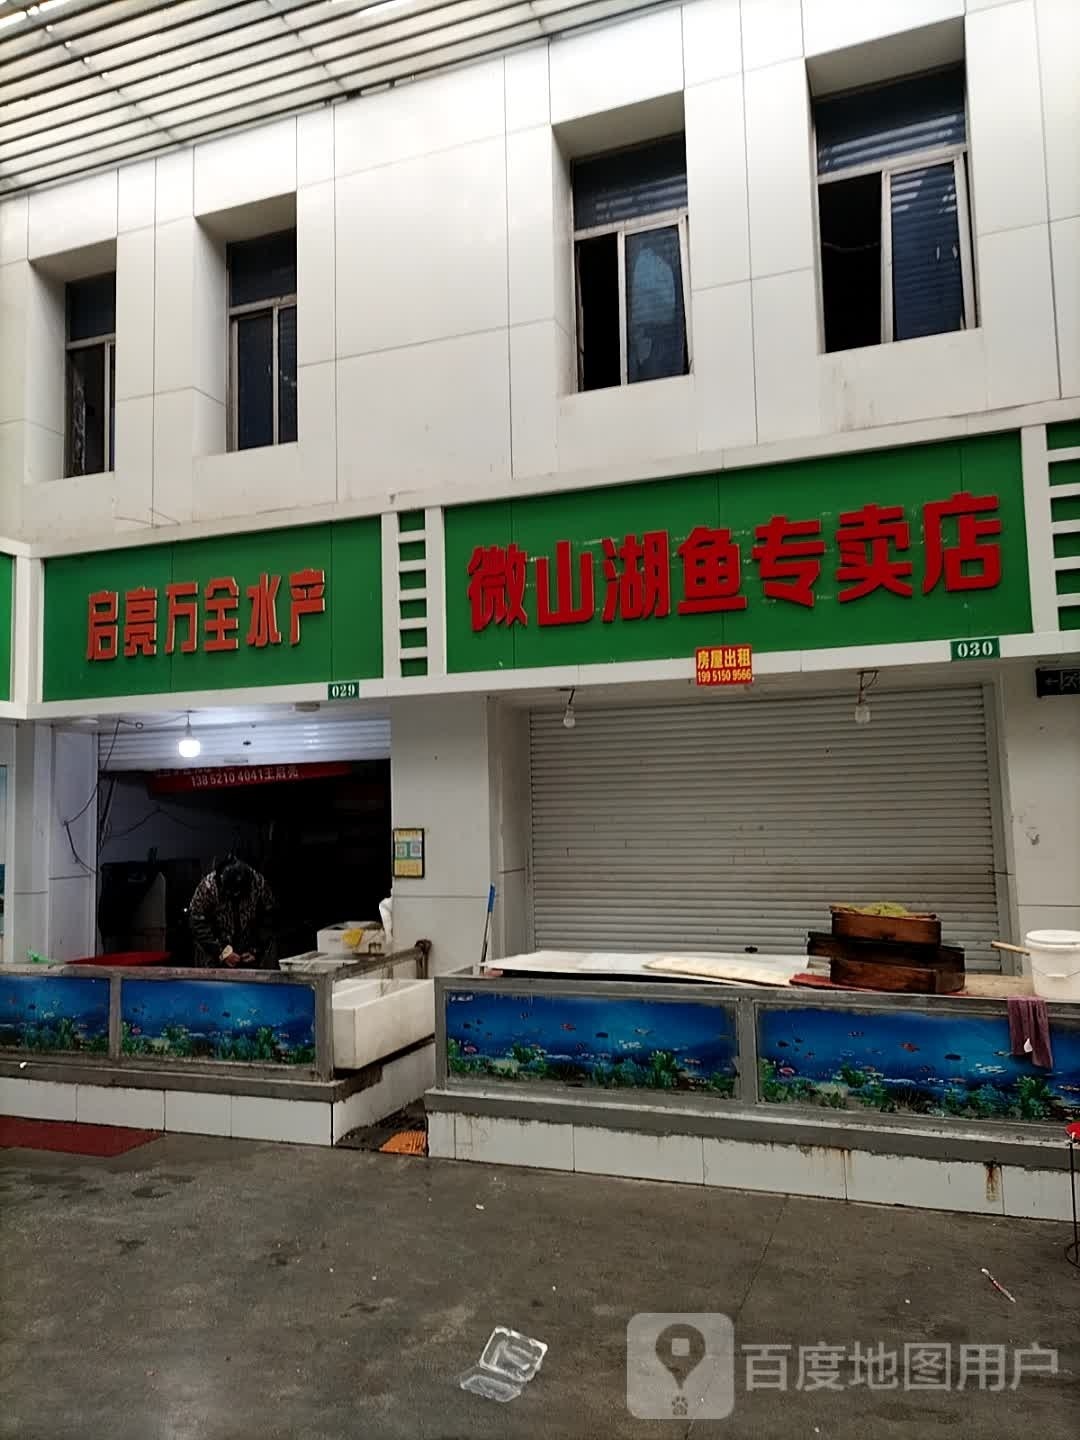 启亮万全水产
029
微山湖鱼专卖店
030
房屋出租
199 5150 9566
138 5210 4041王启亮
百度地图用户